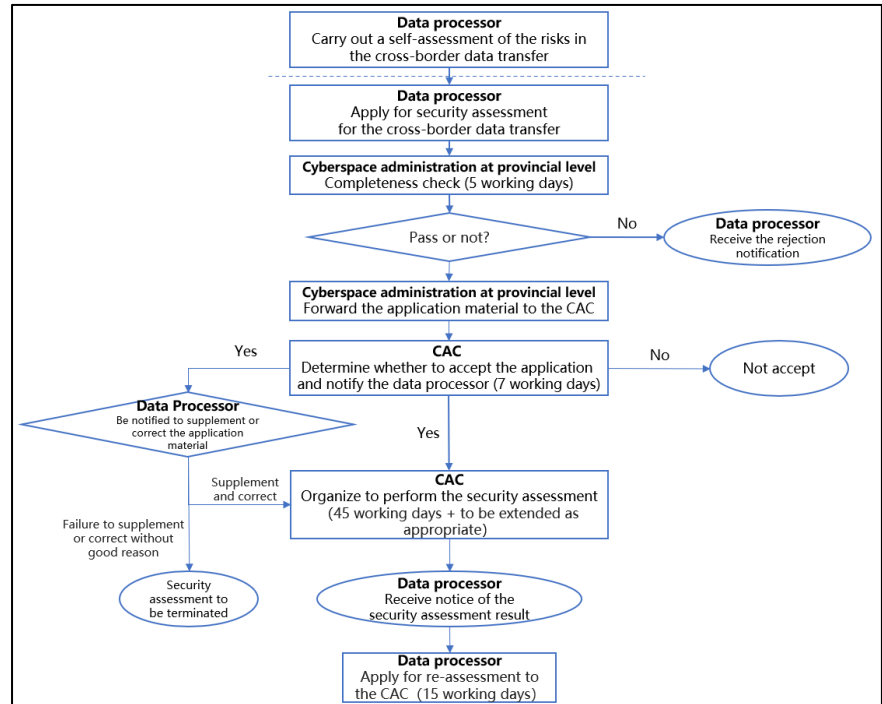 Data processor
Carry out a self-assessment of the risks in
the cross-border data transfer
Data processor
Apply for security assessment
for the cross-border data transfer
Cyberspace administration at provincial level
Completeness check (5 working days)
Pass or not?
No
Data processor
Receive the rejection
notification
Cyberspace administration at provincial level
Forward the application material to the CAC
Yes
CAC
Determine whether to accept the application
and notify the data processor (7 working days)
No
Not accept
Data Processor
Be notified to supplement or
correct the application
material
Yes
Supplement
and correct
CAC
Organize to perform the security assessment
(45 working days + to be extended as
appropriate)
Failure to supplement
or correct without
good reason
Security
assessment to
be terminated
Data processor
Receive notice of the
security assessment result
Data processor
Apply for re-assessment to
the CAC (15 working days)